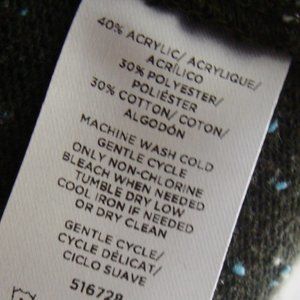 40% ACRYLIC/ ACRYLIQUE/
ACRÍLICO
30% POLYESTER/
POLIÉSTER
30% COTTON/ COTON/
ALGODÓN
MACHINE WASH COLD
GENTLE CYCLE
ONLY NON-CHLORINE
BLEACH WHEN NEEDED
TUMBLE DRY LOW
COOL IRON IF NEEDED
OR DRY CLEAN
GENTLE CYCLE/
CYCLE DÉLICAT/
CICLO SUAVE
516728